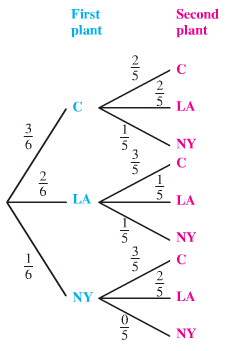 First plant Second plant
2/5 C
C 2/5 LA
3/6 1/5 NY
3/5 C
2/6 LA 1/5 LA
1/5 NY
1/6 3/5 C
NY 2/5 LA
0/5 NY